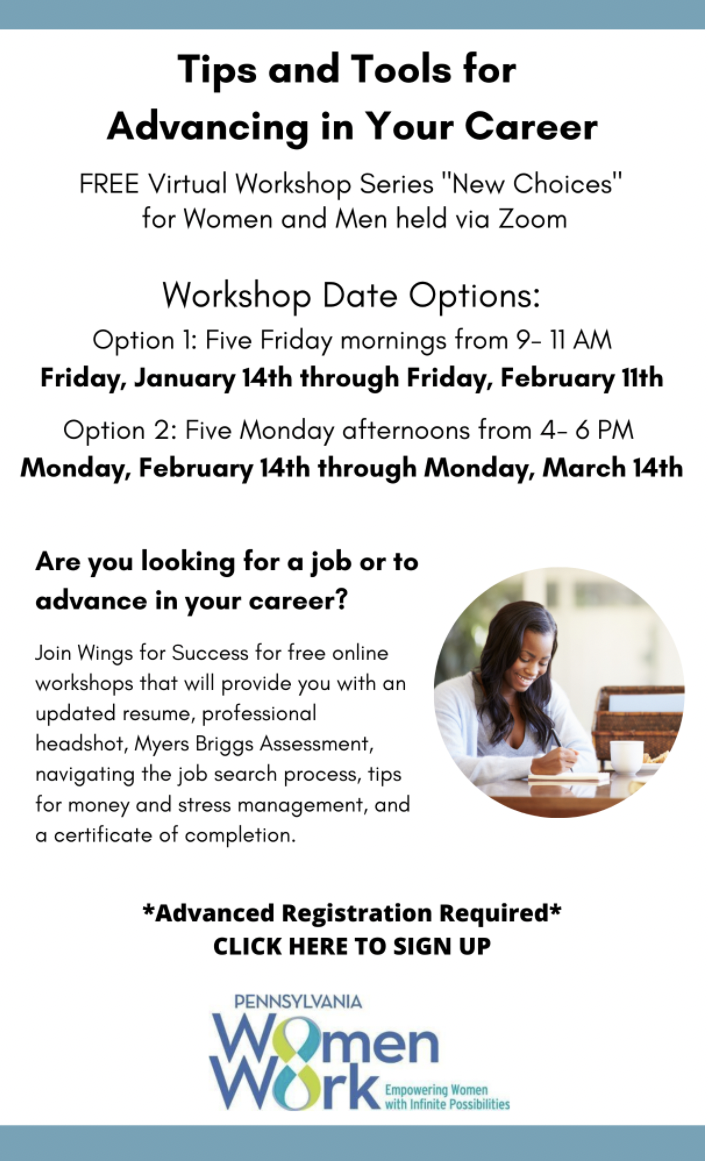 Tips and Tools for
Advancing in Your Career
FREE Virtual Workshop Series "New Choices"
for Women and Men held via Zoom
Workshop Date Options:
Option 1: Five Friday mornings from 9- 11 AM
Friday, January 14th through Friday, February 11th
Option 2: Five Monday afternoons from 4- 6 PM
Monday, February 14th through Monday, March 14th
Are you looking for a job or to
advance in your career?
Join Wings for Success for free online
workshops that will provide you with an
updated resume, professional
headshot, Myers Briggs Assessment,
navigating the job search process, tips
for money and stress management, and
a certificate of completion.
*Advanced Registration Required*
CLICK HERE TO SIGN UP
PENNSYLVANIA
Women
Work
Empowering Women
with Infinite Possibilities